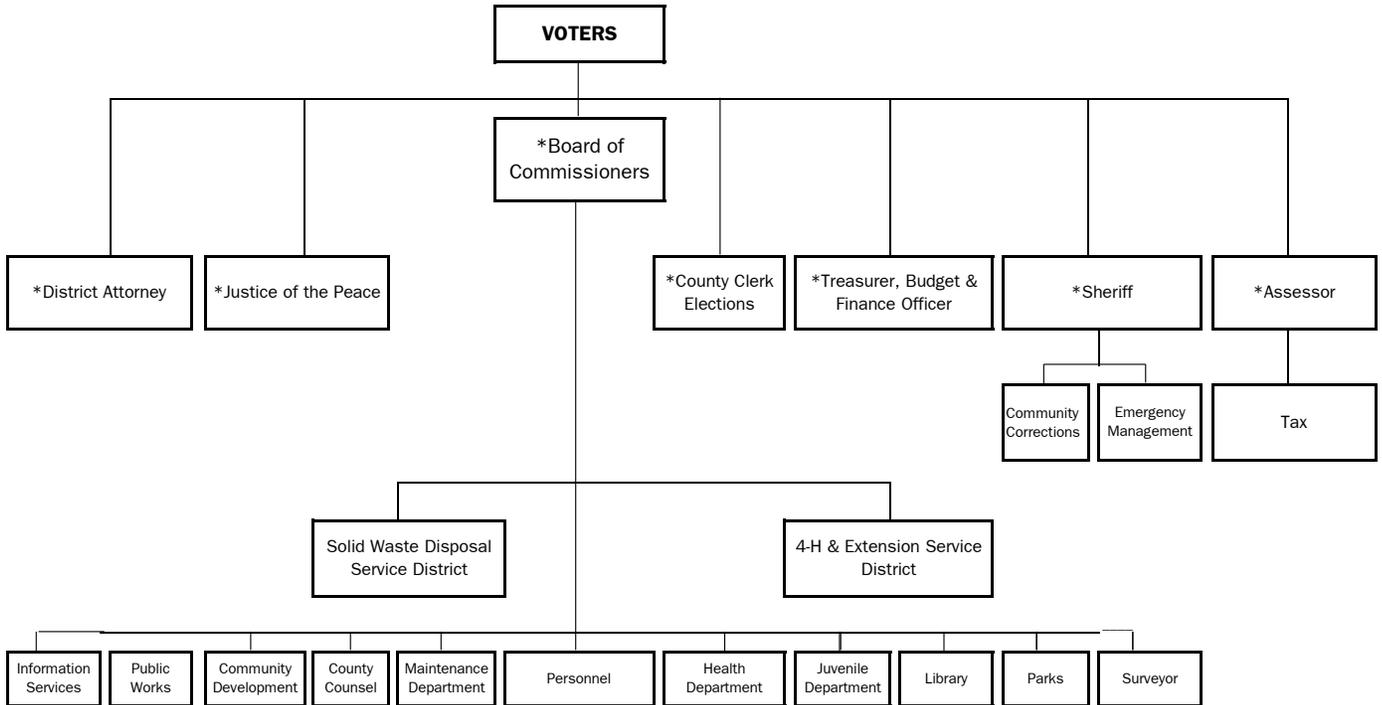 VOTERS
*Board of
Commissioners
*District Attorney
*Justice of the Peace
*County Clerk
Elections
*Treasurer, Budget &
Finance Officer
*Sheriff
*Assessor
Community
Corrections
Emergency
Management
Tax
Solid Waste Disposal
Service District
4-H & Extension Service
District
Information
Services
Public
Works
Community
Development
County
Counsel
Maintenance
Department
Personnel
Health
Department
Juvenile
Department
Library
Parks
Surveyor